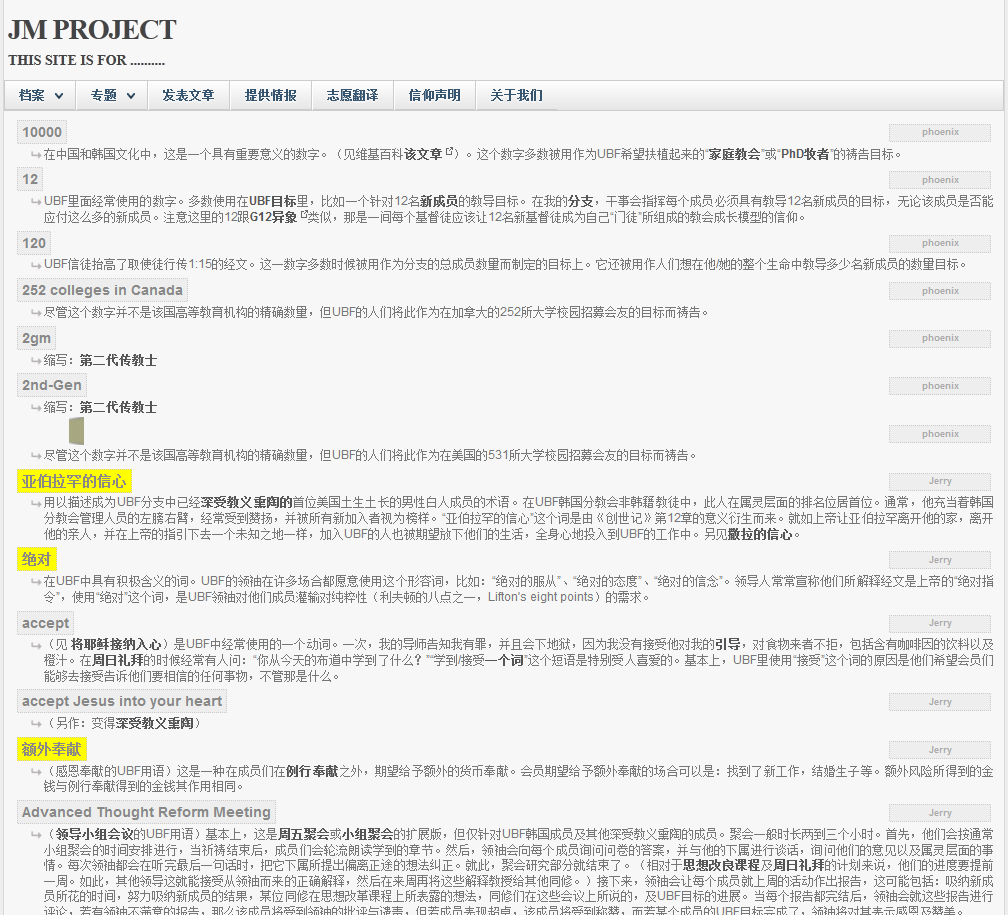 JM PROJECT
THIS SITE IS FOR ..........
档案 专题 发表文章 提供情报 志愿翻译 信仰声明 关于我们
10000 phoenix
在中国和韩国文化中，这是一个具有重要意义的数字。（见维基百科该文章）。这个数字多数被用作为UBF希望扶植起来的“家庭教会”或“PhD牧者”的祷告目标。
12 phoenix
UBF里面经常使用的数字。多数使用在UBF目标里，比如一个针对12名新成员的教导目标。在我的分支，干事会指挥每个成员必须具有教导12名新成员的目标，无论该成员是否能
应付这么多的新成员。注意这里的12跟G12异象类似，那是一间每个基督徒应该让12名新基督徒成为自己“门徒”所组成的教会成长模型的信仰。
120 phoenix
UBF信徒抬高了取使徒行传1:15的经文。这一数字多数时候被用作为分支的总成员数量而制定的目标上。它还被用作人们想在他/她的整个生命中教导多少名新成员的数量目标。
252 colleges in Canada phoenix
尽管这个数字并不是该国高等教育机构的精确数量，但UBF的人们将此作为在加拿大的252所大学校园招募会友的目标而祷告。
2gm phoenix
缩写：第二代传教士
2nd-Gen phoenix
缩写：第二代传教士
phoenix
尽管这个数字并不是该国高等教育机构的精确数量，但UBF的人们将此作为在美国的531所大学校园招募会友的目标而祷告。
亚伯拉罕的信心 Jerry
用以描述成为UBF分支中已经深受教义重陶的首位美国土生土长的男性白人成员的术语。在UBF韩国分教会非韩籍教徒中，此人在属灵层面的排名位居首位。通常，他充当着韩国
分教会管理人员的左膀右臂，经常受到赞扬，并被所有新加入者视为榜样。“亚伯拉罕的信心”这个词是由《创世记》第12章的意义衍生而来。就如上帝让亚伯拉罕离开他的家，离开
他的亲人，并在上帝的指引下去一个未知之地一样，加入UBF的人也被期望放下他们的生活，全身心地投入到UBF的工作中。另见撒拉的信心。
绝对 Jerry
在UBF中具有积极含义的词。UBF的领袖在许多场合都愿意使用这个形容词，比如：“绝对的服从”、“绝对的态度”、“绝对的信念”。领导人常常宣称他们所解释经文是上帝的“绝对指
令”，使用“绝对”这个词，是UBF领袖对他们成员灌输对纯粹性（利夫顿的八点之一，Lifton's eight points）的需求。
accept Jerry
（见 将耶稣接纳入心）是UBF中经常使用的一个动词。一次，我的导师告知我有罪，并且会下地狱，因为我没有接受他对我的引导，对食物来者不拒，包括含有咖啡因的饮料以及
橙汁。在周日礼拜的时候经常有人问：“你从今天的布道中学到了什么？”“学到/接受一个词”这个短语是特别受人喜爱的。基本上，UBF里使用“接受”这个词的原因是他们希望会员们
能够去接受告诉他们要相信的任何事物，不管那是什么。
accept Jesus into your heart Jerry
（另作：变得深受教义重陶）
额外奉献 Jerry
（感恩奉献的UBF用语）这是一种在成员们在例行奉献之外，期望给予额外的货币奉献。会员期望给予额外奉献的场合可以是：找到了新工作，结婚生子等。额外风险所得到的金
钱与例行奉献得到的金钱其作用相同。
Advanced Thought Reform Meeting Jerry
（领导小组会议的UBF用语）基本上，这是周五聚会或小组聚会的扩展版，但仅针对UBF韩国成员及其他深受教义重陶的成员。聚会一般时长两到三个小时。首先，他们会按通常
小组聚会的时间安排进行，当祈祷结束后，成员们会轮流朗读学到的章节。然后，领袖会向每个成员询问问卷的答案，并与他的下属进行谈话，询问他们的意见以及属灵层面的事
情。每次领袖都会在听完最后一句话时，把它下属所提出偏离正途的想法纠正。就此，聚会研究部分就结束了。（相对于思想改良课程及周日礼拜的计划来说，他们的进度要提前
一周。如此，其他领导这就能接受从领袖而来的正确解释，然后在来周再将这些解释教授给其他同修。）接下来，领袖会让每个成员就上周的活动作出报告，这可能包括：吸纳新成
员所花的时间，努力吸纳新成员的结果，某位同修在思想改革课程上所表露的想法，同修们在这些会议上所说的，及UBF目标的进展。当每个报告都完结后，领袖会就这些报告进行
评论，若有领袖不满意的报告，那么该成员将受到领袖的批评与谴责，但若成员表现超卓，该成员将受到称赞，而若某个成员的UBF目标完成了，领袖将对其表示感恩及赞美。